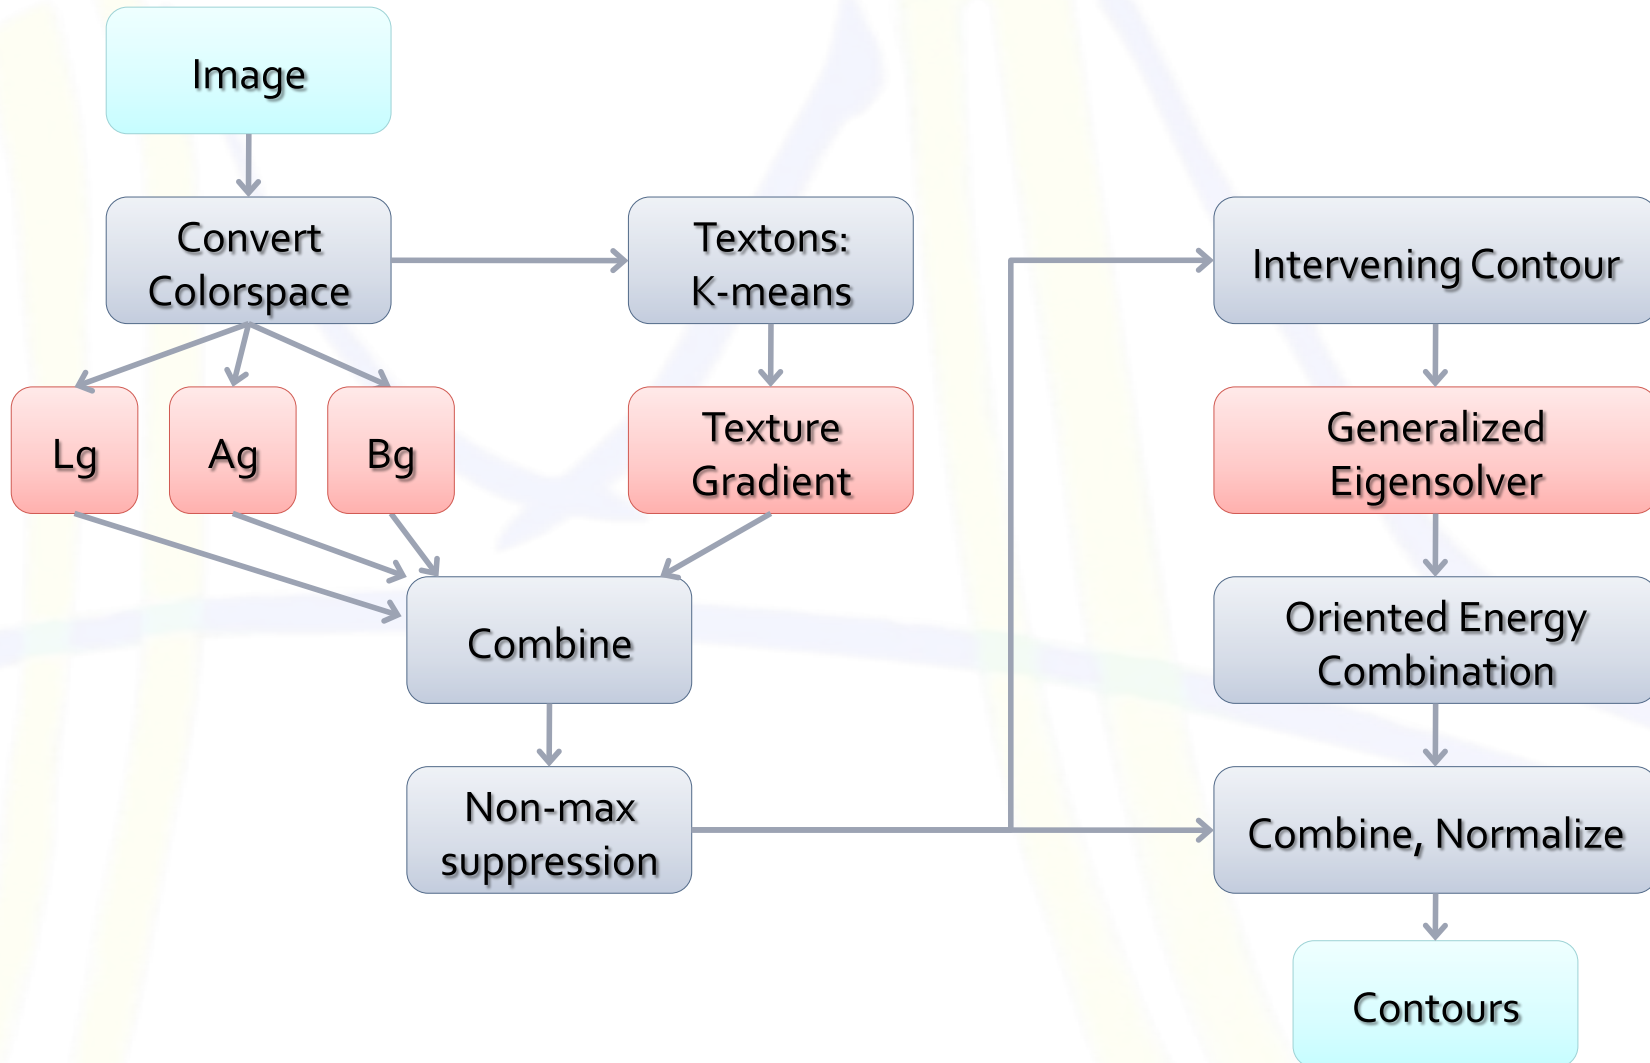 Image
Convert
Colorspace
Textons:
K-means
Intervening Contour
Lg
Ag
Bg
Texture
Gradient
Generalized
Eigensolver
Combine
Oriented Energy
Combination
Non-max
suppression
Combine, Normalize
Contours